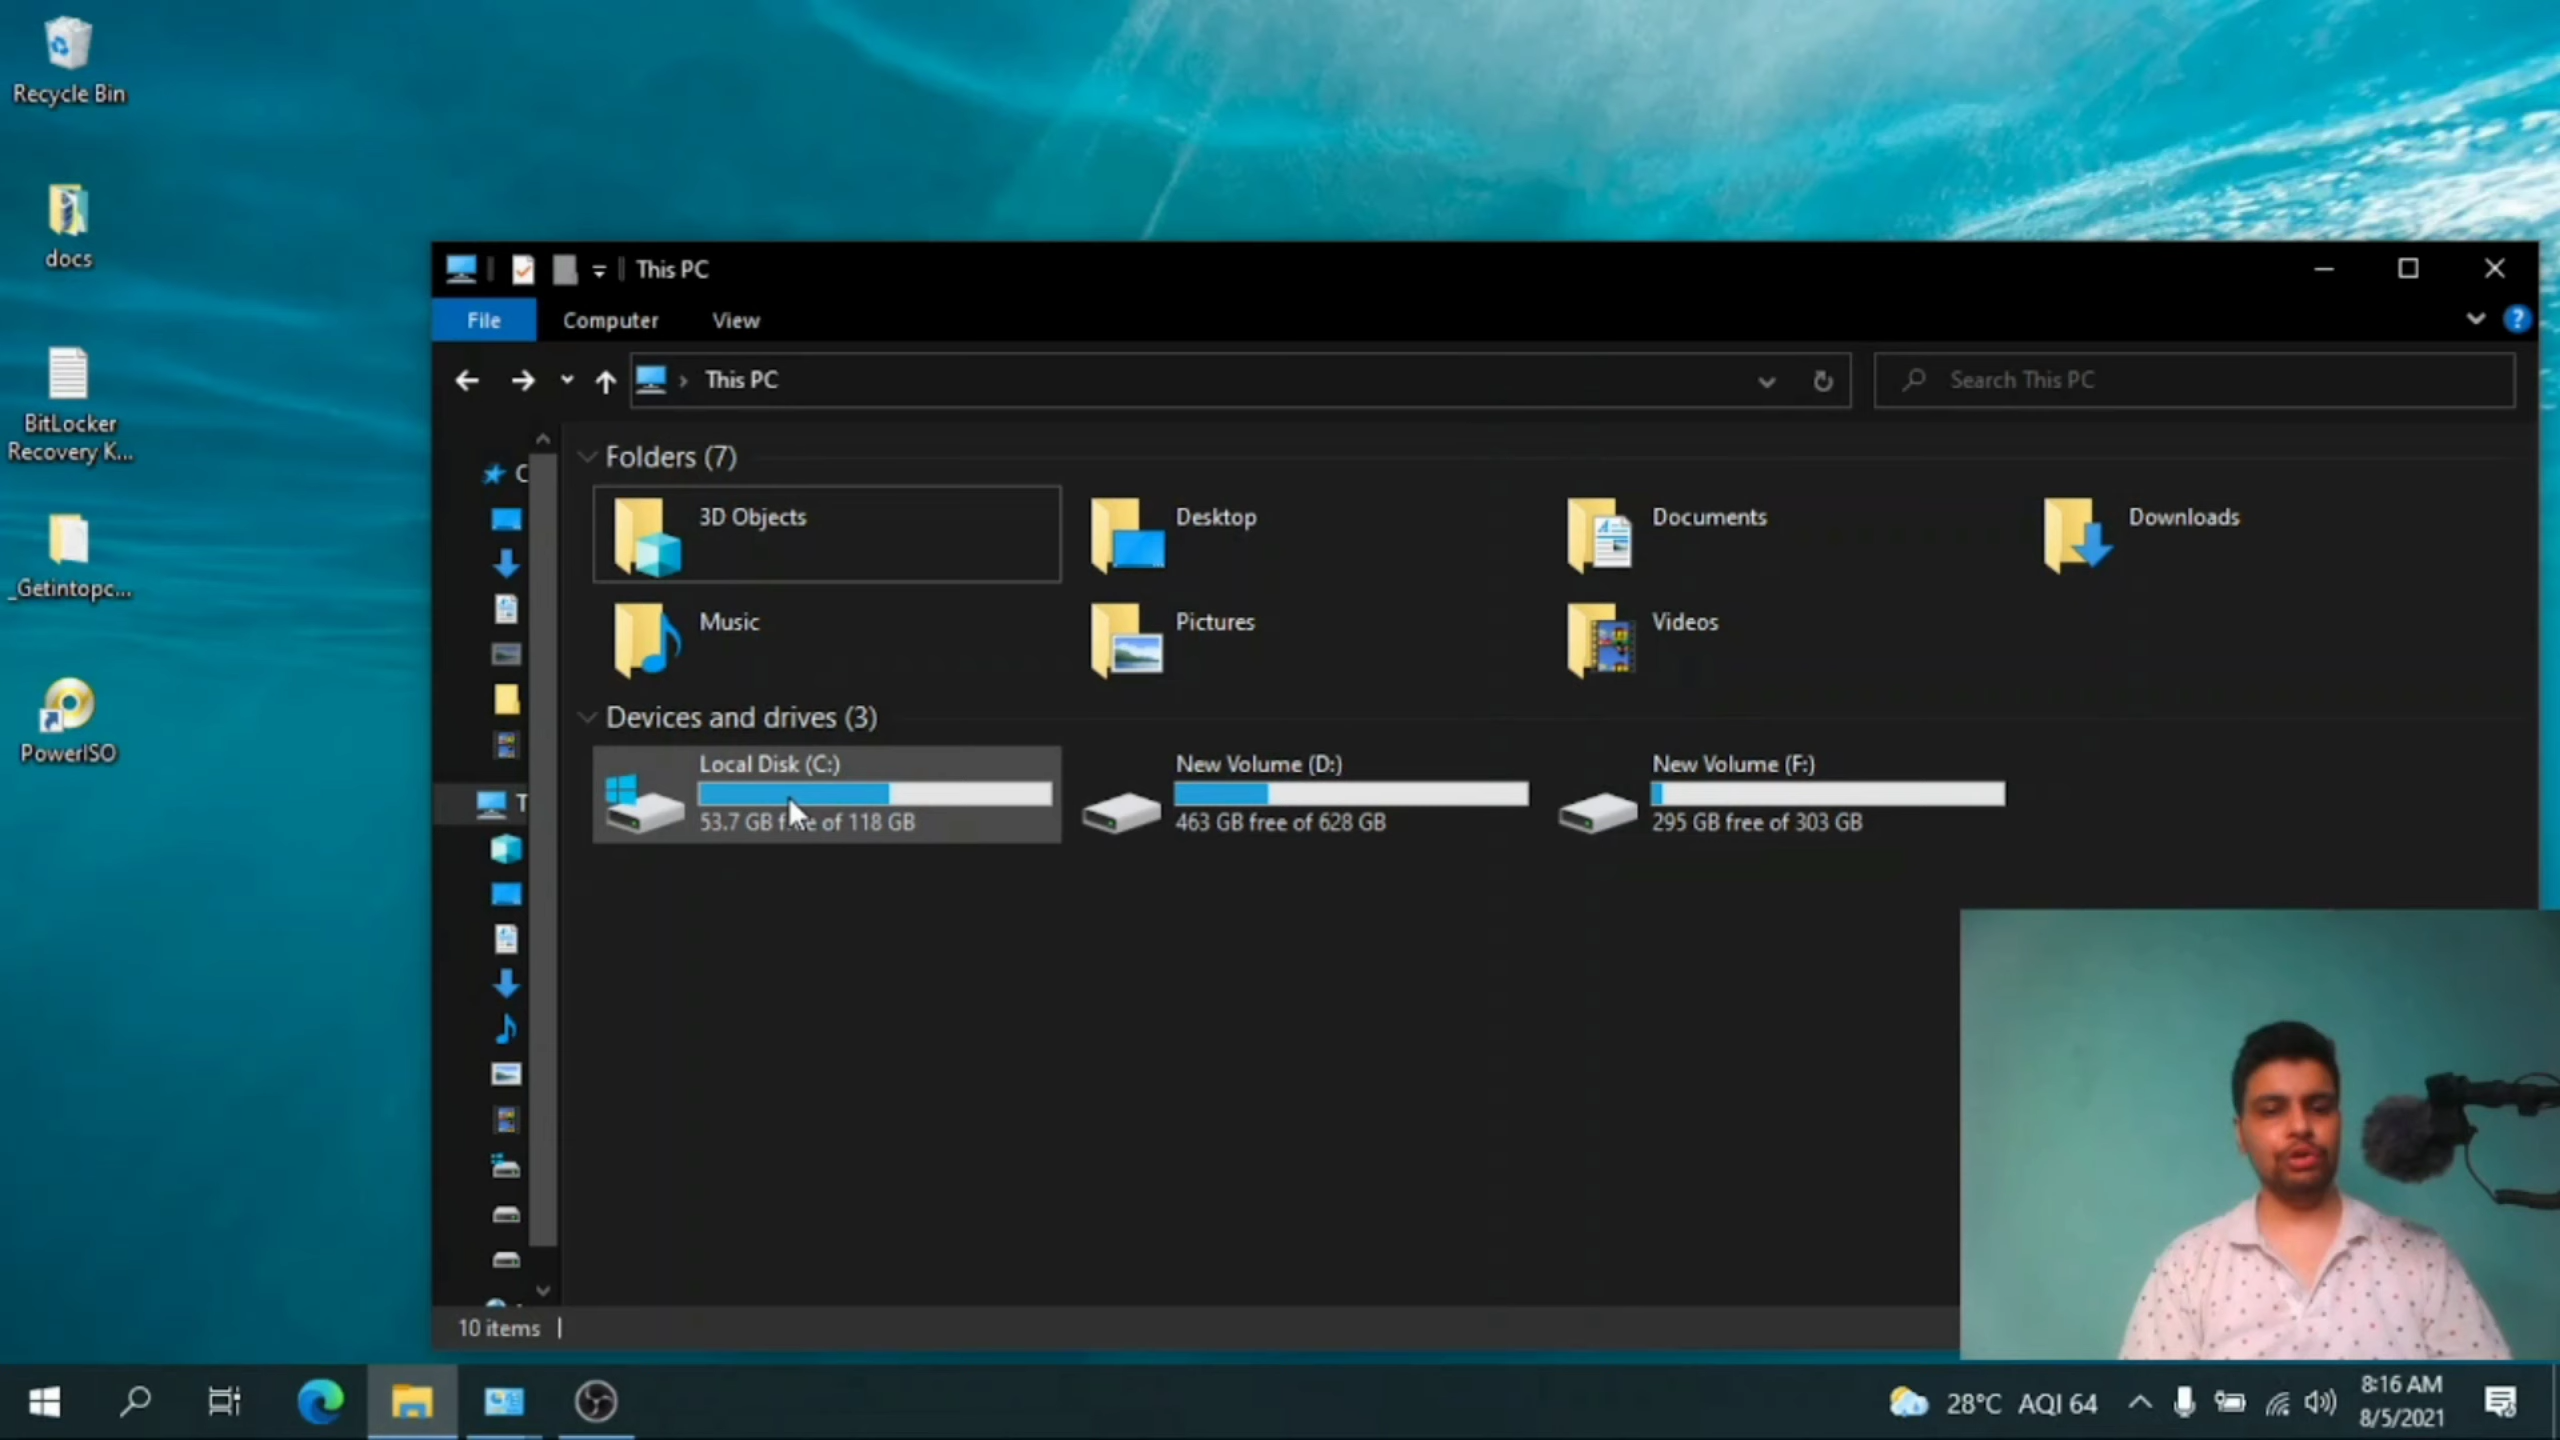 Recycle Bin
docs
BitLocker
Recovery K...
_Getintopc...
PowerISO
This PC
File
Computer
View
This PC
Search This PC
Folders (7)
3D Objects
Desktop
Documents
Downloads
Music
Pictures
Videos
Devices and drives (3)
Local Disk (C:)
53.7 GB free of 118 GB
New Volume (D:)
463 GB free of 628 GB
New Volume (F:)
295 GB free of 303 GB
C
T
10 items
28°C AQI 64
8:16 AM
8/5/2021